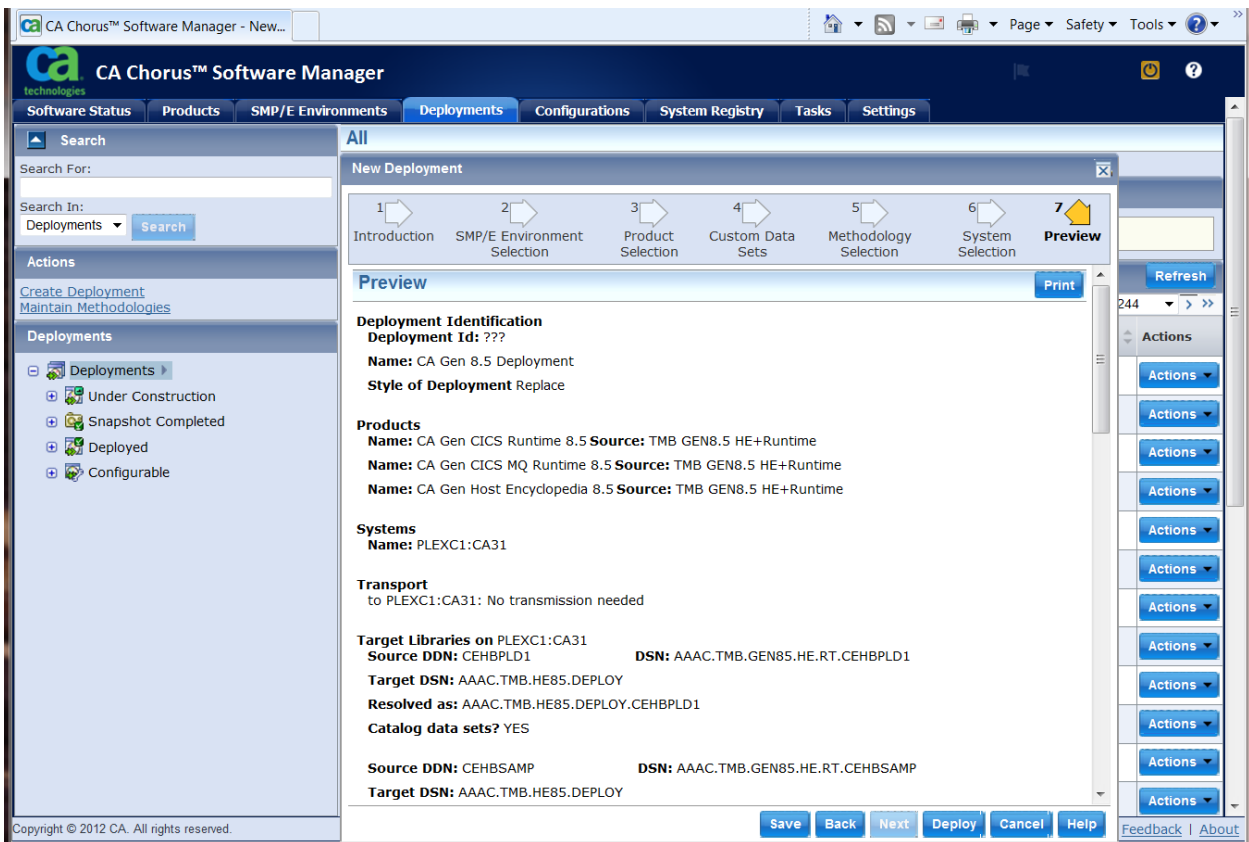 CA Chorus™ Software Manager - New...
Page Safety Tools
ca technologies
CA Chorus™ Software Manager
Software Status Products SMP/E Environments Deployments Configurations System Registry Tasks Settings
Search
Search For:
Search In:
Deployments Search
Actions
Create Deployment
Maintain Methodologies
Deployments
Deployments
Under Construction
Snapshot Completed
Deployed
Configurable
All
New Deployment
1 2 3 4 5 6 7
Introduction SMP/E Environment Selection Product Selection Custom Data Sets Methodology Selection System Selection Preview
Preview Print
Deployment Identification
Deployment Id: ???
Name: CA Gen 8.5 Deployment
Style of Deployment Replace
Products
Name: CA Gen CICS Runtime 8.5 Source: TMB GEN8.5 HE+Runtime
Name: CA Gen CICS MQ Runtime 8.5 Source: TMB GEN8.5 HE+Runtime
Name: CA Gen Host Encyclopedia 8.5 Source: TMB GEN8.5 HE+Runtime
Systems
Name: PLEXC1:CA31
Transport
to PLEXC1:CA31: No transmission needed
Target Libraries on PLEXC1:CA31
Source DDN: CEHBPLD1 DSN: AAAC.TMB.GEN85.HE.RT.CEHBPLD1
Target DSN: AAAC.TMB.HE85.DEPLOY
Resolved as: AAAC.TMB.HE85.DEPLOY.CEHBPLD1
Catalog data sets? YES
Source DDN: CEHBSAMP DSN: AAAC.TMB.GEN85.HE.RT.CEHBSAMP
Target DSN: AAAC.TMB.HE85.DEPLOY
Save Back Next Deploy Cancel Help
Refresh
244
Actions
Actions
Actions
Actions
Actions
Actions
Actions
Actions
Actions
Actions
Actions
Actions
Actions
Copyright © 2012 CA. All rights reserved.
Feedback | About